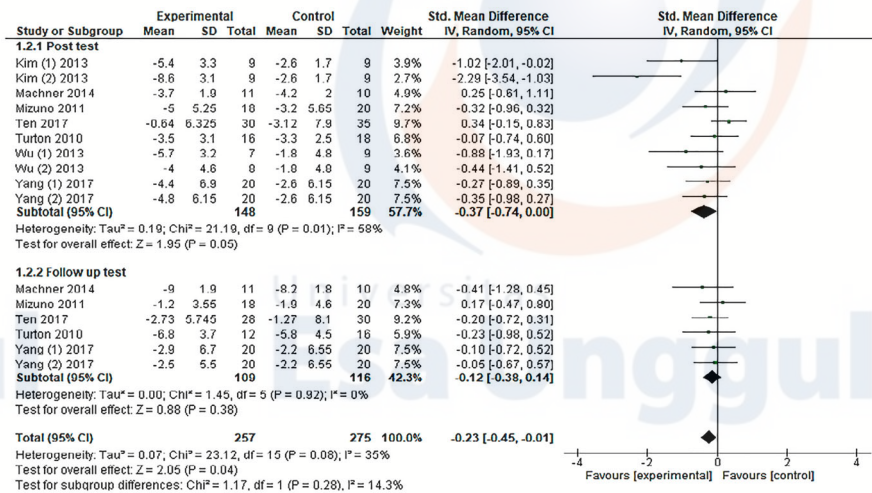 Experimental Control Std. Mean Difference Std. Mean Difference
Study or Subgroup Mean SD Total Mean SD Total Weight IV, Random, 95% CI IV, Random, 95% CI
1.2.1 Post test
Kim (1) 2013 -5.4 3.3 9 -2.6 1.7 9 3.9% -1.02 [-2.01, -0.02]
Kim (2) 2013 -8.6 3.1 9 -2.6 1.7 9 2.7% -2.29 [-3.54, -1.03]
Machner 2014 -3.7 1.9 11 -4.2 2 10 4.9% 0.25 [-0.61, 1.11]
Mizuno 2011 -5 5.25 18 -3.2 5.65 20 7.2% -0.32 [-0.96, 0.32]
Ten 2017 -0.64 6.325 30 -3.12 7.9 35 9.9% 0.34 [-0.15, 0.83]
Turton 2010 -3.5 3.1 16 -3.3 2.5 18 6.8% -0.07 [-0.74, 0.60]
Wu (1) 2013 -5.7 3.2 7 -1.8 4.8 9 3.6% -0.88 [-1.93, 0.17]
Wu (2) 2013 -4 4.6 8 -1.8 4.8 9 4.1% -0.44 [-1.41, 0.52]
Yang (1) 2017 -4.4 6.9 20 -2.6 6.15 20 7.5% -0.27 [-0.89, 0.35]
Yang (2) 2017 -4.8 6.15 20 -2.6 6.15 20 7.5% -0.35 [-0.98, 0.27]
Subtotal (95% CI) 148 159 57.7% -0.37 [-0.74, 0.00]
Heterogeneity: Tau² = 0.19; Chi² = 21.19, df = 9 (P = 0.01); I² = 58%
Test for overall effect: Z = 1.95 (P = 0.05)
1.2.2 Follow up test
Machner 2014 -9 1.9 11 -8.2 1.8 10 4.8% -0.41 [-1.28, 0.45]
Mizuno 2011 -1.2 3.55 18 -1.9 4.6 20 7.3% 0.17 [-0.47, 0.80]
Ten 2017 -2.73 5.745 28 -1.27 8.1 30 9.2% -0.20 [-0.72, 0.31]
Turton 2010 -6.8 3.7 12 -5.8 4.5 16 6.0% -0.23 [-0.98, 0.52]
Yang (1) 2017 -2.9 6.7 20 -2.2 6.55 20 7.5% -0.10 [-0.72, 0.52]
Yang (2) 2017 -2.5 5.5 20 -2.2 6.55 20 7.5% -0.05 [-0.67, 0.57]
Subtotal (95% CI) 109 116 42.3% -0.12 [-0.38, 0.14]
Heterogeneity: Tau² = 0.00; Chi² = 1.45, df = 5 (P = 0.92); I² = 0%
Test for overall effect: Z = 0.88 (P = 0.38)
Total (95% CI) 257 275 100.0% -0.23 [-0.45, -0.01]
Heterogeneity: Tau² = 0.07; Chi² = 23.12, df = 15 (P = 0.08); I² = 35%
Test for overall effect: Z = 2.05 (P = 0.04)
Test for subgroup differences: Chi² = 1.17, df = 1 (P = 0.28), I² = 14.3%
-4 -2 0 2 4
Favours [experimental] Favours [control]
Universitas
Esa Unggul